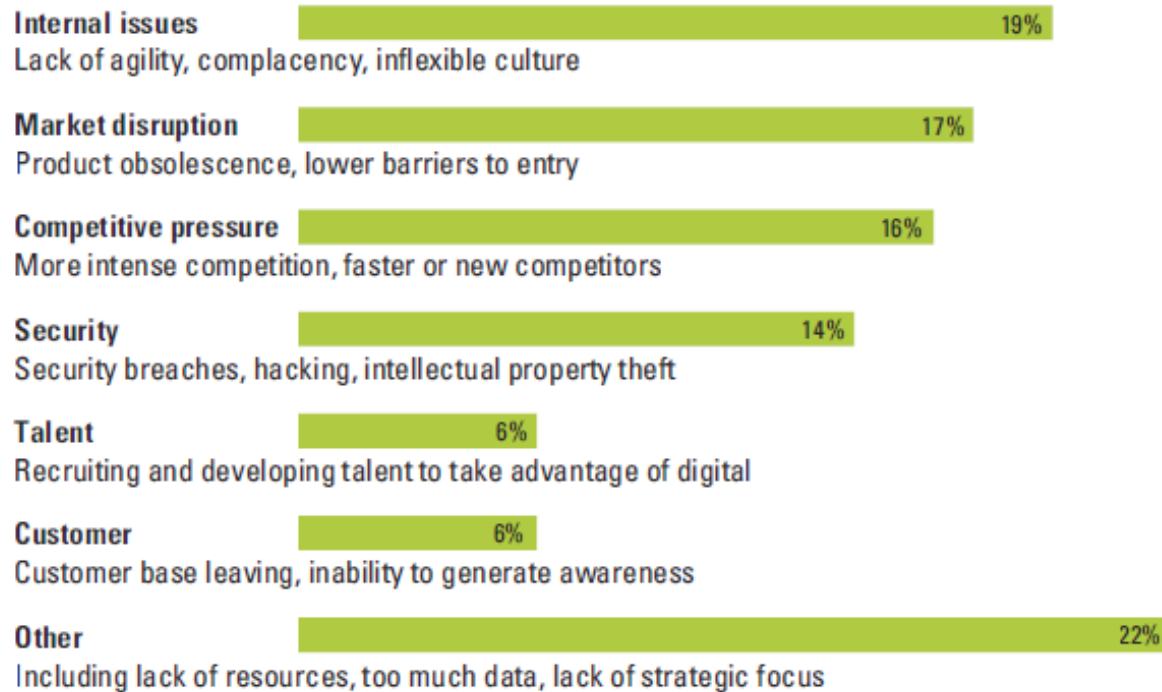 Internal issues 19%
Lack of agility, complacency, inflexible culture
Market disruption 17%
Product obsolescence, lower barriers to entry
Competitive pressure 16%
More intense competition, faster or new competitors
Security 14%
Security breaches, hacking, intellectual property theft
Talent 6%
Recruiting and developing talent to take advantage of digital
Customer 6%
Customer base leaving, inability to generate awareness
Other 22%
Including lack of resources, too much data, lack of strategic focus